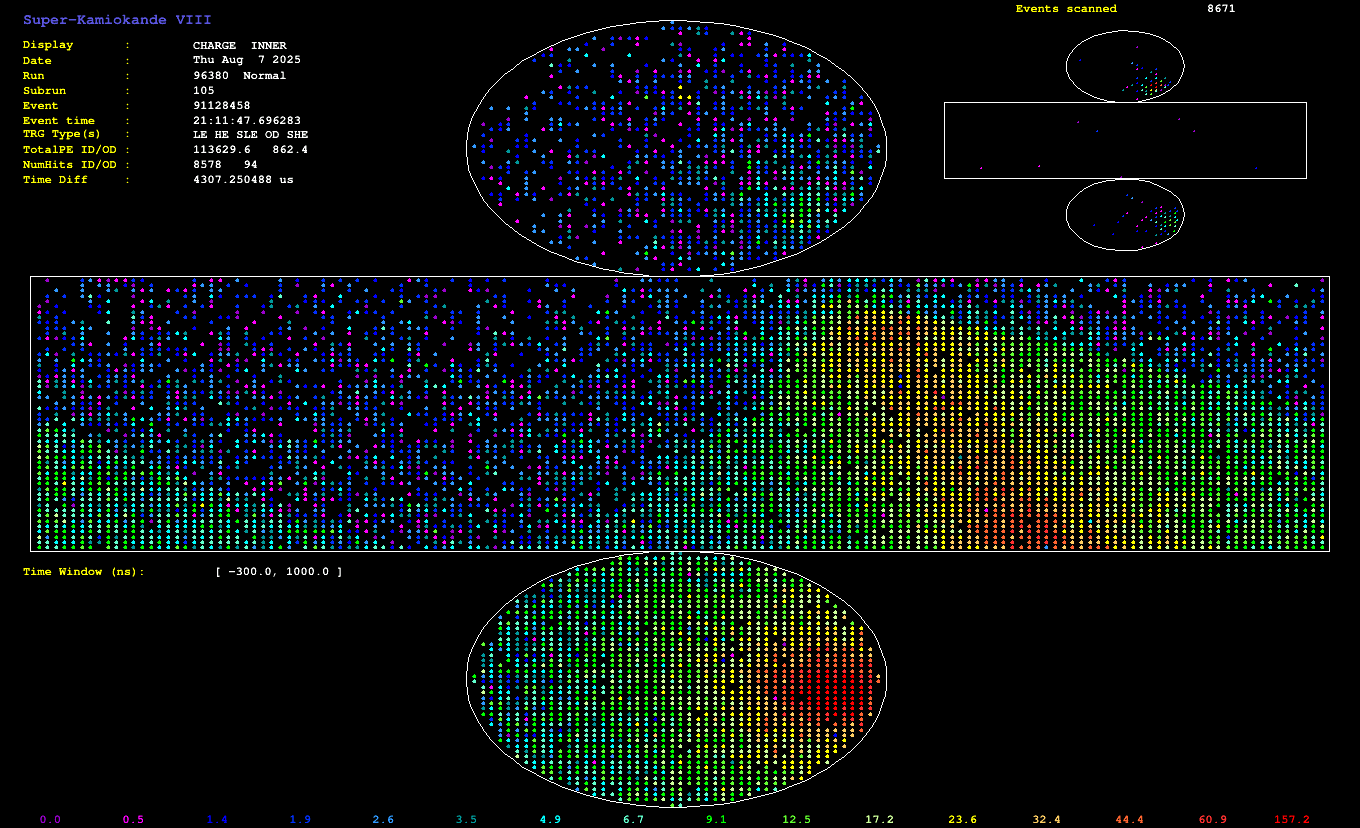 Super-Kamiokande VIII
Events scanned 8671
Display : CHARGE INNER
Date : Thu Aug 7 2025
Run : 96380 Normal
Subrun : 105
Event : 91128458
Event time : 21:11:47.696283
TRG Type(s) : LE HE SLE OD SHE
TotalPE ID/OD : 113629.6 862.4
NumHits ID/OD : 8578 94
Time Diff : 4307.250488 us
Time Window (ns): [ -300.0, 1000.0 ]
0.0 0.5 1.4 1.9 2.6 3.5 4.9 6.7 9.1 12.5 17.2 23.6 32.4 44.4 60.9 157.2